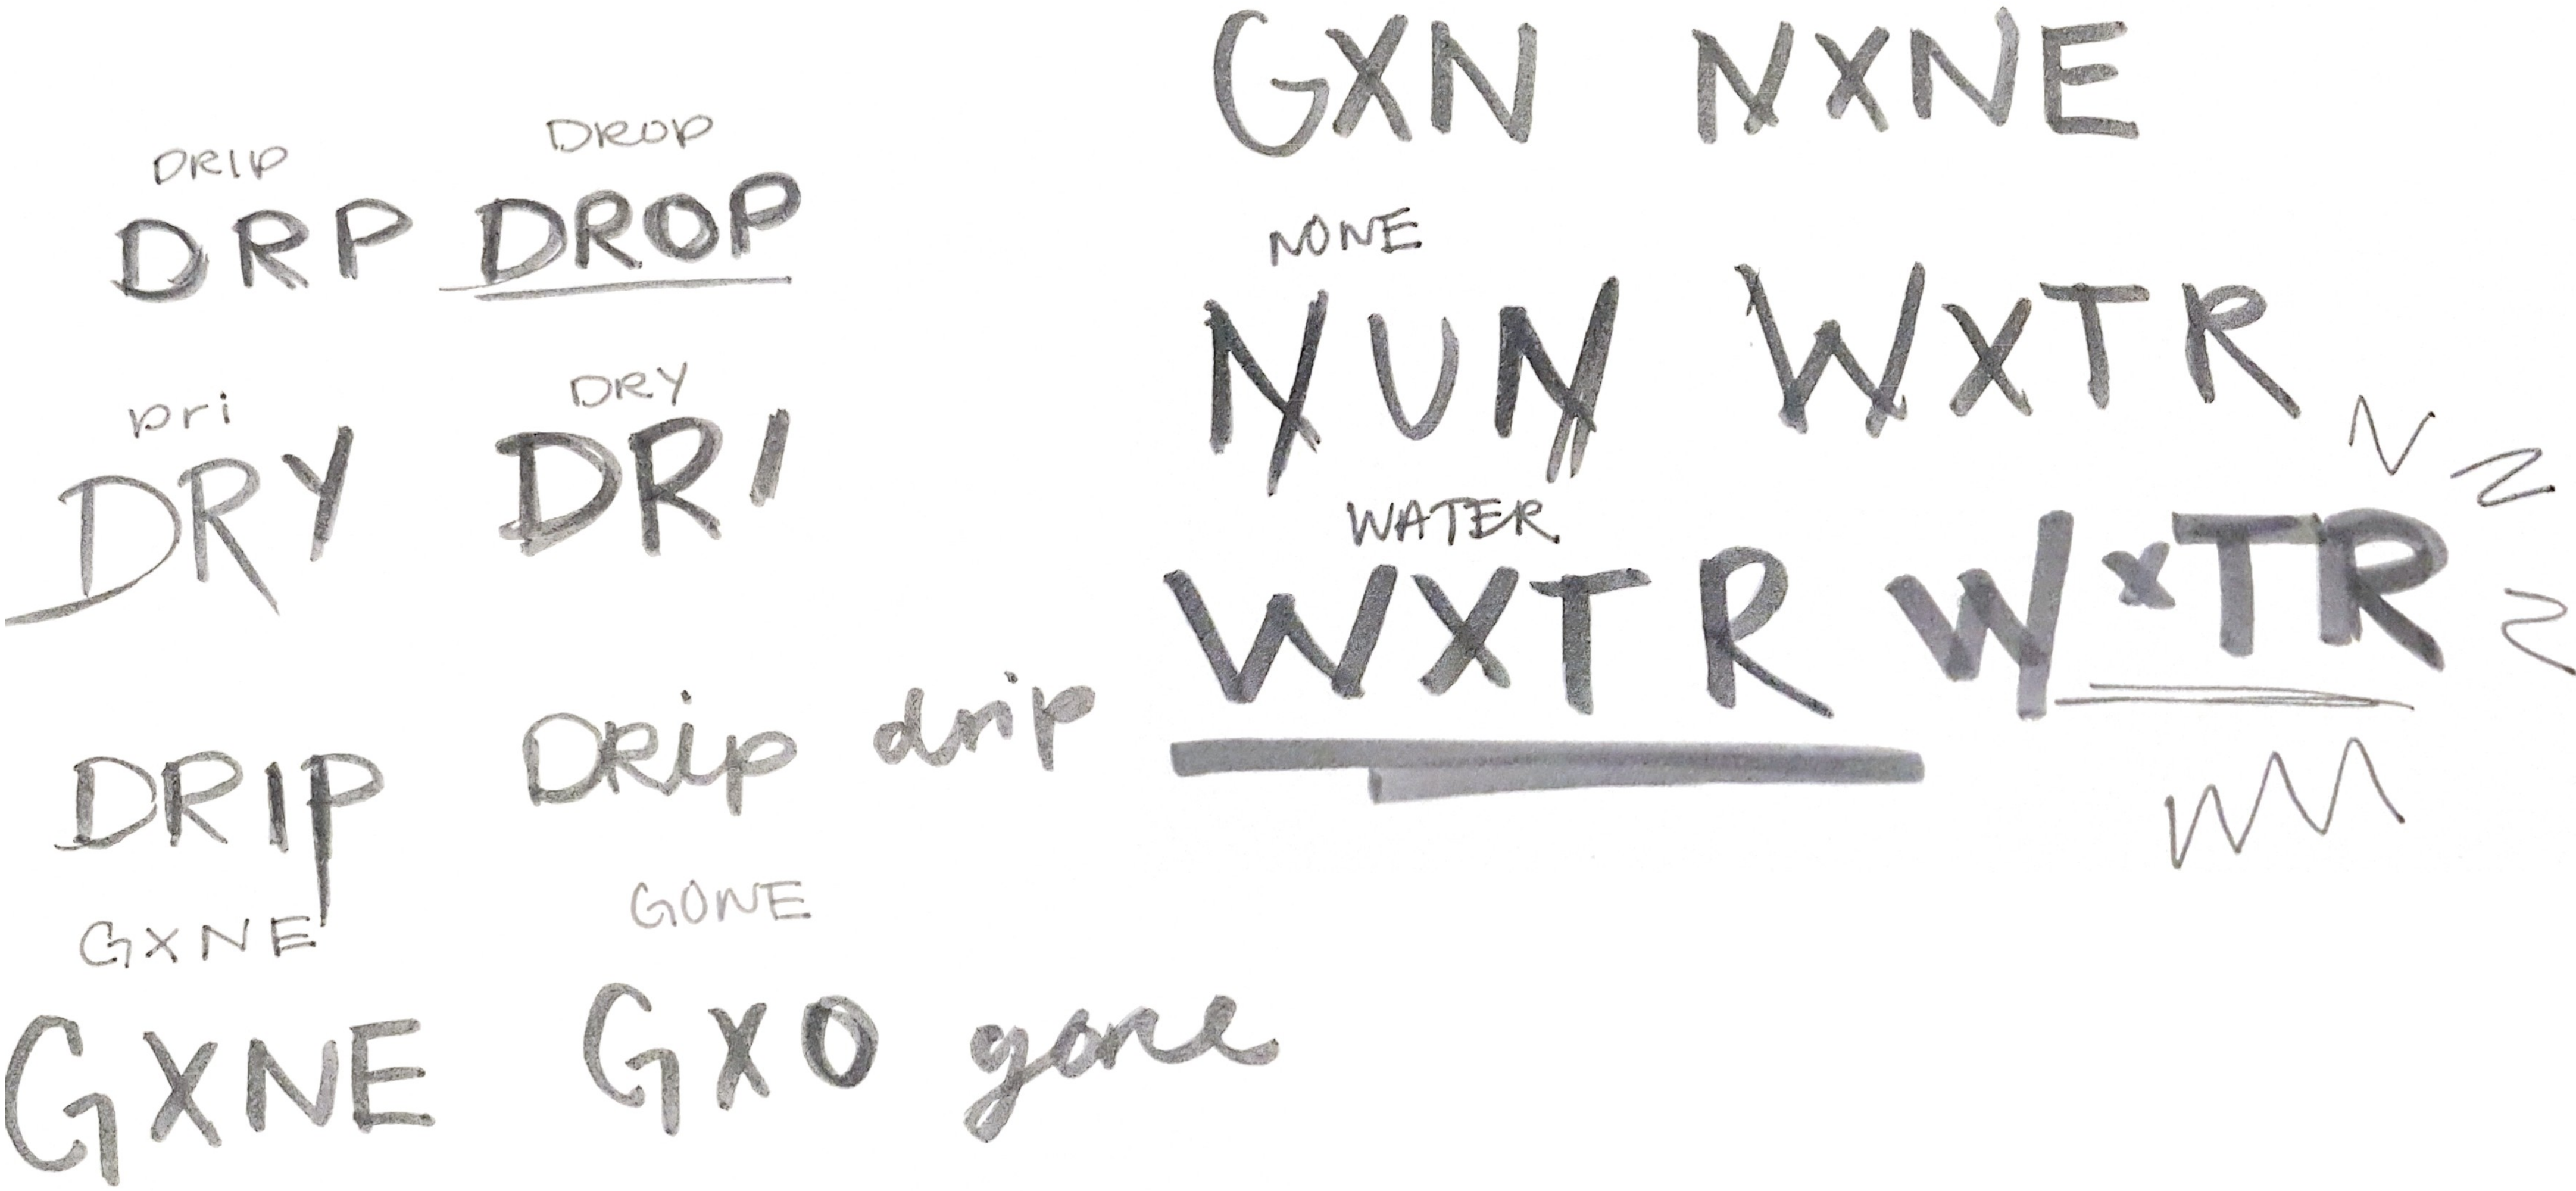 DRIP DROP
DRP DROP
Dri DRY
DRY DRI
DRIP DRip drip
GXNE GONE
GXNE GXO gone
GXN NXNE
NONE
NUN WXTR
WATER
WXTR WXTR